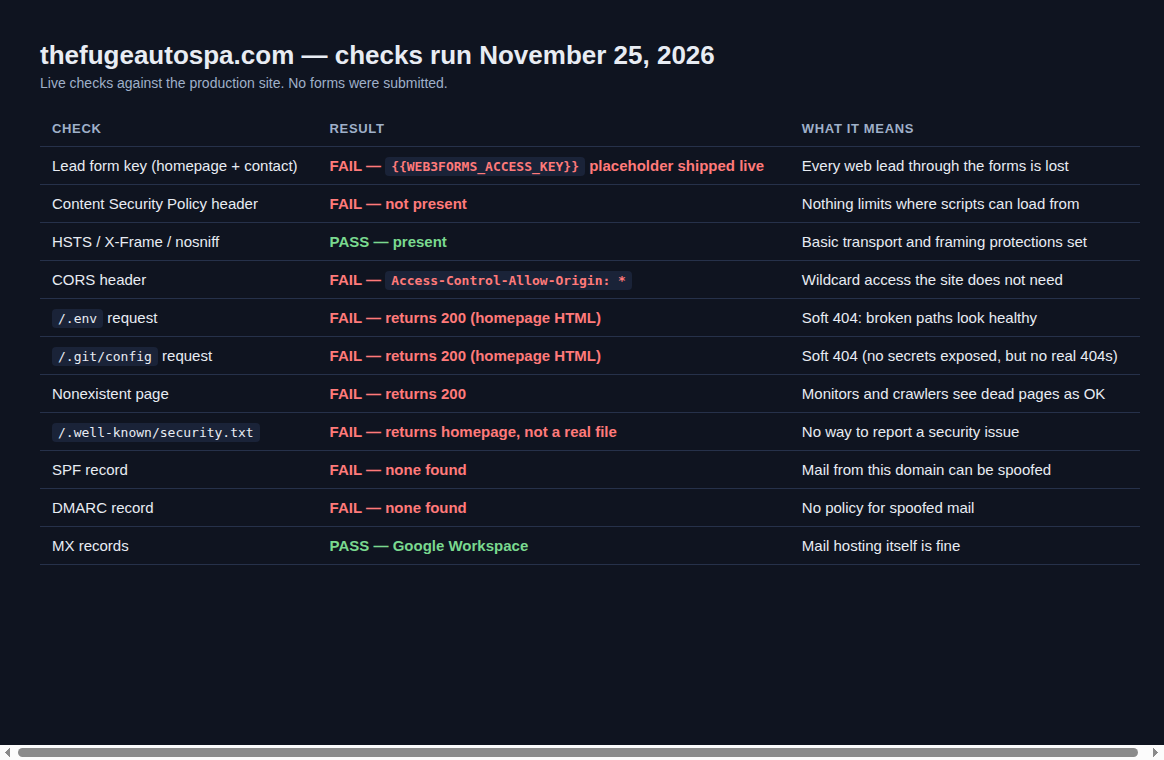 thefugeautospa.com — checks run November 25, 2026
Live checks against the production site. No forms were submitted.
CHECK RESULT WHAT IT MEANS
Lead form key (homepage + contact) FAIL — {{WEB3FORMS_ACCESS_KEY}} placeholder shipped live Every web lead through the forms is lost
Content Security Policy header FAIL — not present Nothing limits where scripts can load from
HSTS / X-Frame / nosniff PASS — present Basic transport and framing protections set
CORS header FAIL — Access-Control-Allow-Origin: * Wildcard access the site does not need
/.env request FAIL — returns 200 (homepage HTML) Soft 404: broken paths look healthy
/.git/config request FAIL — returns 200 (homepage HTML) Soft 404 (no secrets exposed, but no real 404s)
Nonexistent page FAIL — returns 200 Monitors and crawlers see dead pages as OK
/.well-known/security.txt FAIL — returns homepage, not a real file No way to report a security issue
SPF record FAIL — none found Mail from this domain can be spoofed
DMARC record FAIL — none found No policy for spoofed mail
MX records PASS — Google Workspace Mail hosting itself is fine